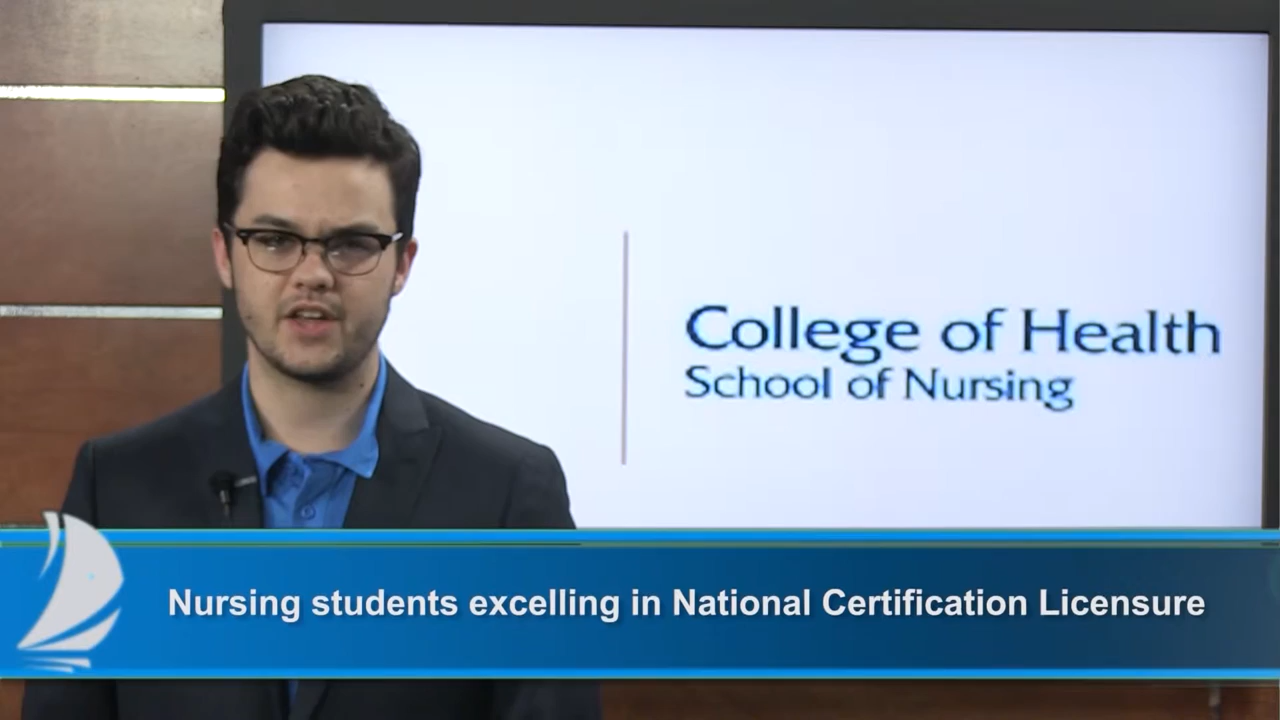 College of Health
School of Nursing
Nursing students excelling in National Certification Licensure